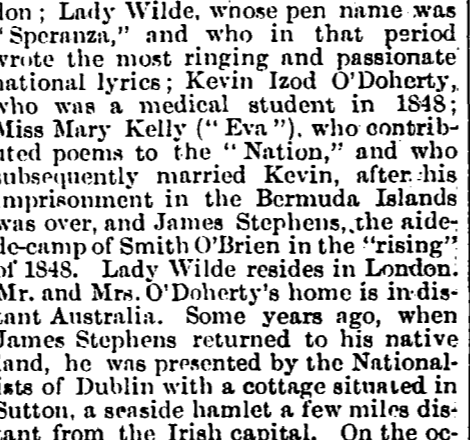 don ; Lady Wilde, whose pen name was
"Speranza," and who in that period
wrote the most ringing and passionate
national lyrics ; Kevin Izod O'Doherty,
who was a medical student in 1848 ;
Miss Mary Kelly (" Eva "), who contrib-
uted poems to the " Nation," and who
subsequently married Kevin, after his
imprisonment in the Bermuda Islands
was over, and James Stephens, the aide-
de-camp of Smith O'Brien in the "rising"
of 1848. Lady Wilde resides in London.
Mr. and Mrs. O'Doherty's home is in dis-
tant Australia. Some years ago, when
James Stephens returned to his native
land, he was presented by the National-
ists of Dublin with a cottage situated in
Sutton, a seaside hamlet a few miles dis-
tant from the Irish capital. On the oc-